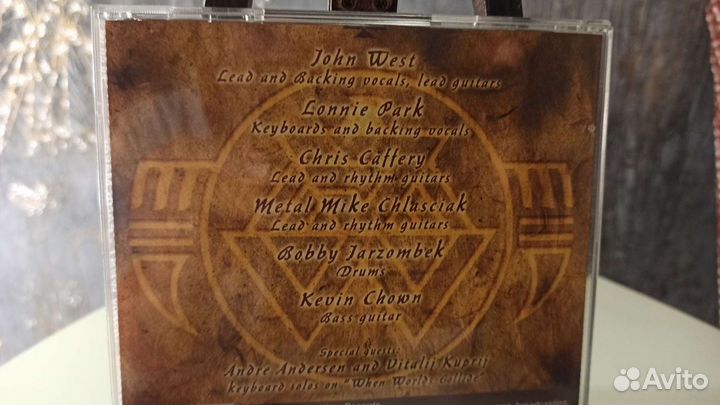 John West
Lead and Backing vocals, lead guitars
Lonnie Park
Keyboards and backing vocals
Chris Caffery
Lead and rhythm guitars
Metal Mike Chlasciak
Lead and rhythm guitars
Bobby Jarzombek
Drums
Kevin Chown
Bass guitar
Special guests:
Andre Andersen and Vitalij Kuprij
keyboard solos on "When Worlds Collide"
Records
broadcasting
Avito